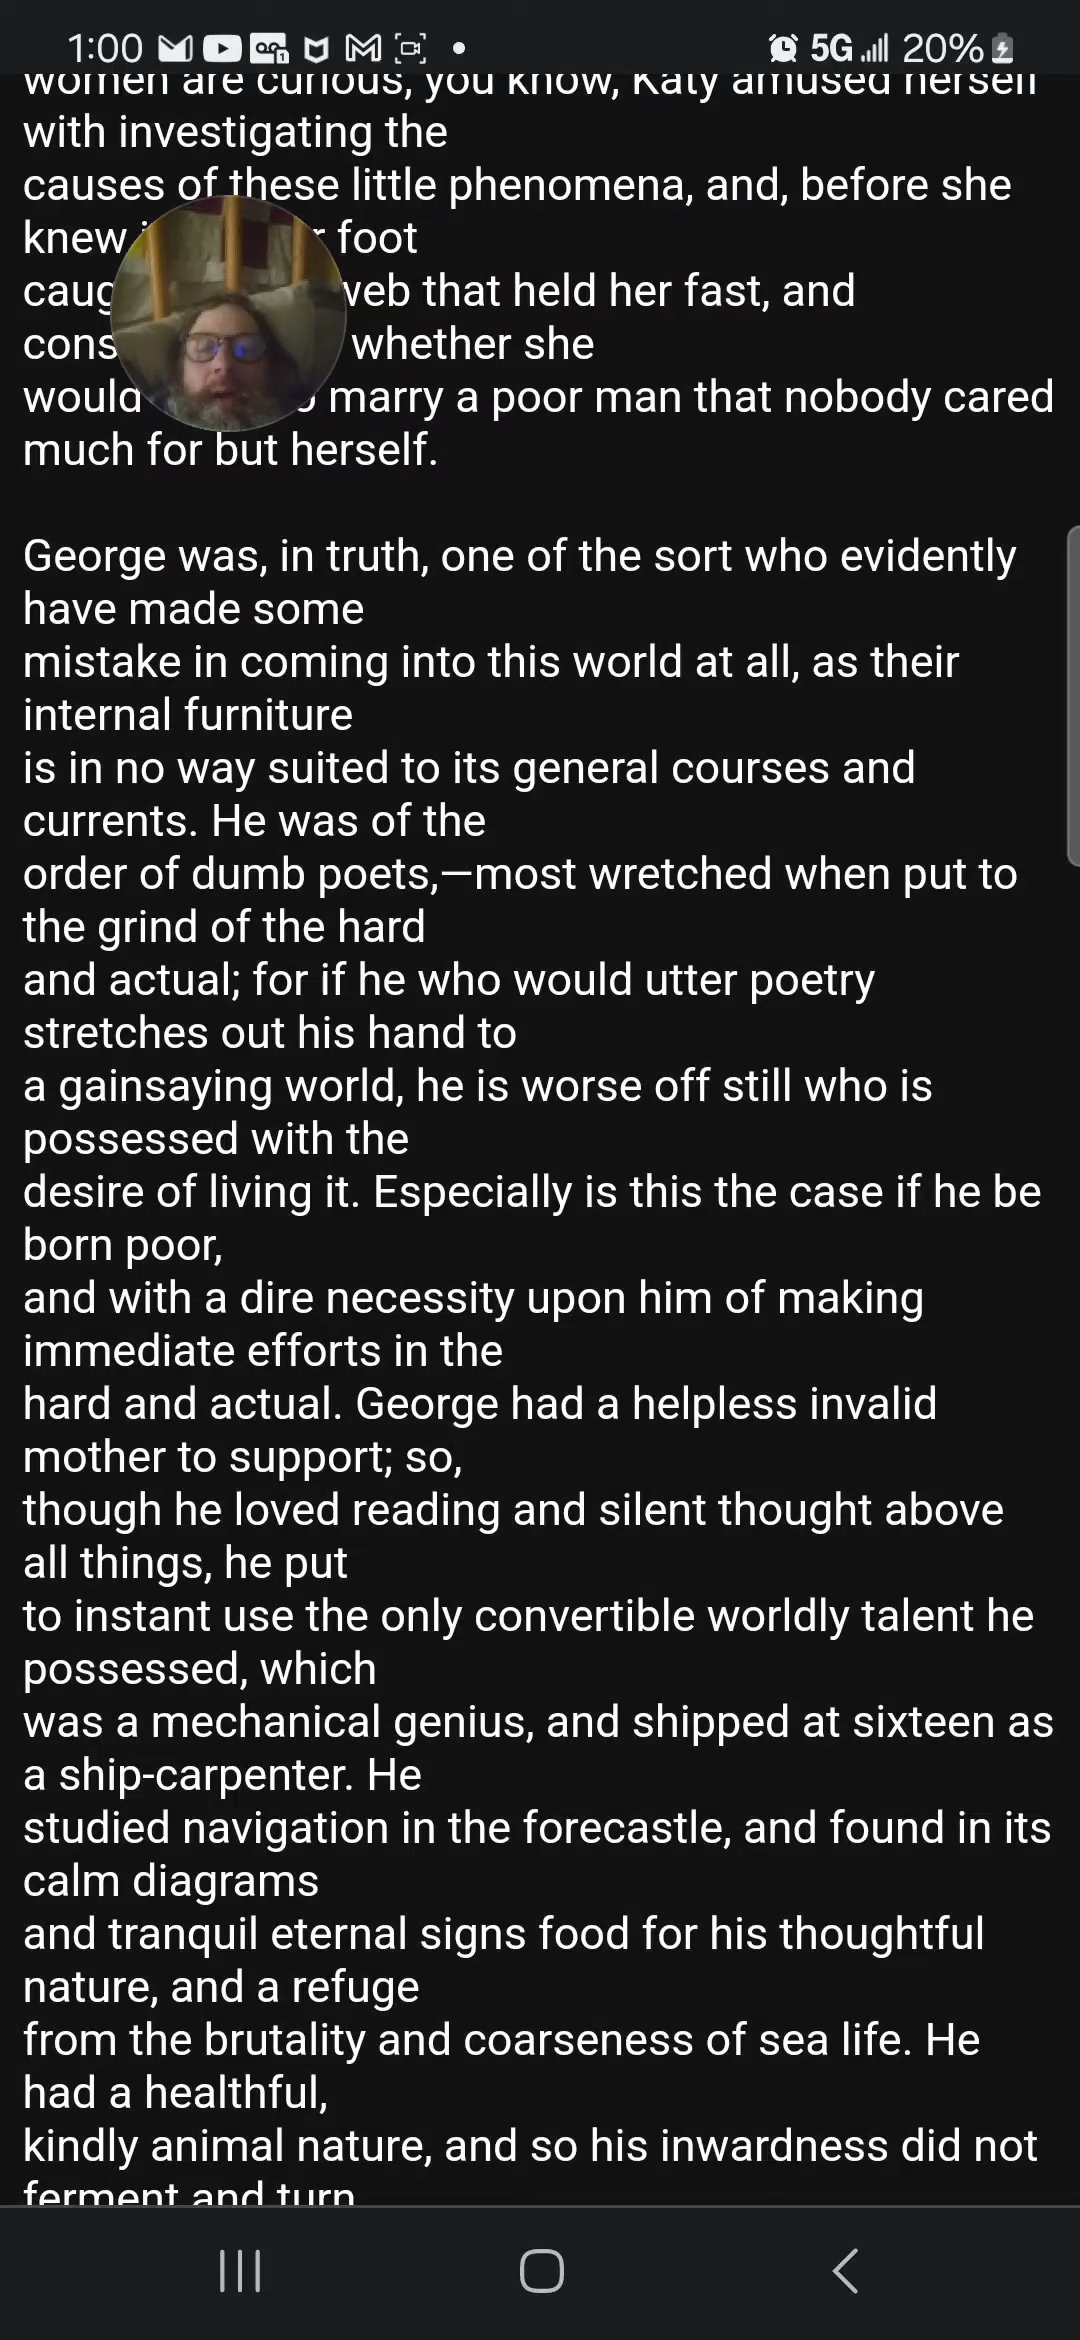 1:00 5G 20%
women are curious, you know, Katy amused herself
with investigating the
causes of these little phenomena, and, before she
knew foot
web that held her fast, and
whether she
would marry a poor man that nobody cared
much for but herself.
George was, in truth, one of the sort who evidently
have made some
mistake in coming into this world at all, as their
internal furniture
is in no way suited to its general courses and
currents. He was of the
order of dumb poets,—most wretched when put to
the grind of the hard
and actual; for if he who would utter poetry
stretches out his hand to
a gainsaying world, he is worse off still who is
possessed with the
desire of living it. Especially is this the case if he be
born poor,
and with a dire necessity upon him of making
immediate efforts in the
hard and actual. George had a helpless invalid
mother to support; so,
though he loved reading and silent thought above
all things, he put
to instant use the only convertible worldly talent he
possessed, which
was a mechanical genius, and shipped at sixteen as
a ship-carpenter. He
studied navigation in the forecastle, and found in its
calm diagrams
and tranquil eternal signs food for his thoughtful
nature, and a refuge
from the brutality and coarseness of sea life. He
had a healthful,
kindly animal nature, and so his inwardness did not
ferment and turn